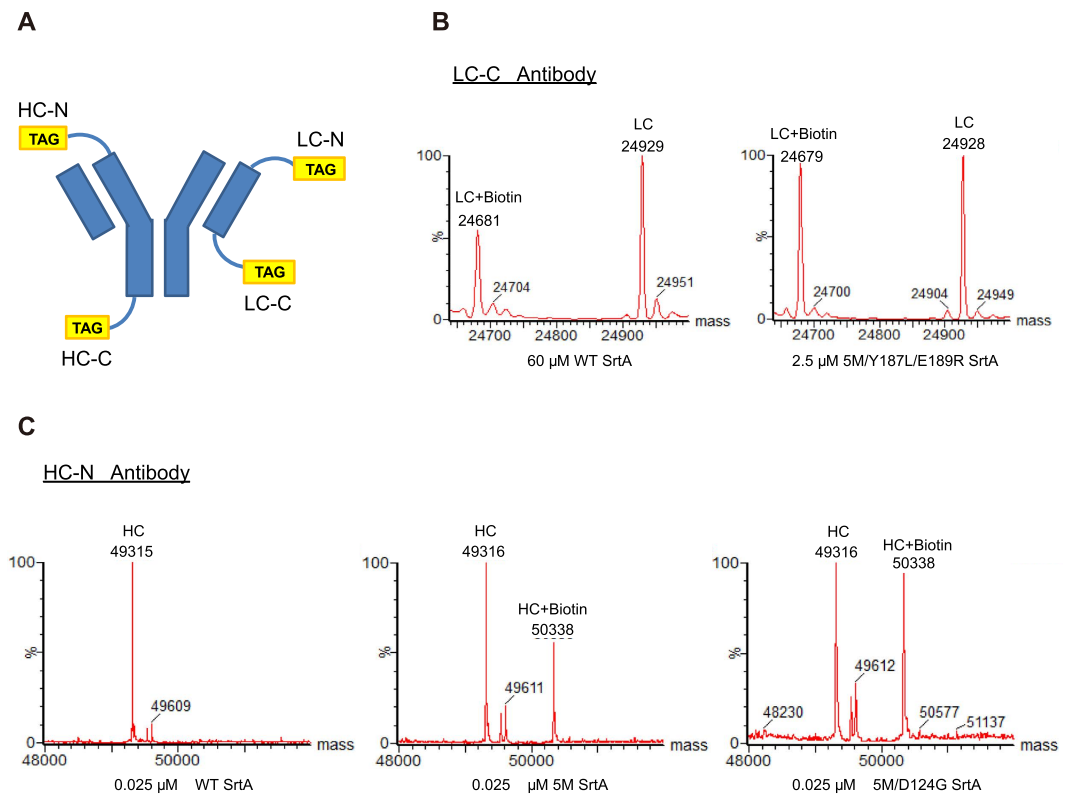 A
HC-N
TAG
LC-N
TAG
TAG
LC-C
TAG
HC-C
B
LC-C Antibody
LC
24929
100
LC+Biotin
24681
%
24704
24951
0
mass
24700 24800 24900
60 µM WT SrtA
LC
LC+Biotin
24928
24679
100
%
24700
24904
24949
0
mass
24700 24800 24900
2.5 µM 5M/Y187L/E189R SrtA
C
HC-N Antibody
HC
49315
100
%
49609
0
mass
48000 50000
0.025 µM WT SrtA
HC
49316
100
HC+Biotin
50338
%
49611
0
mass
48000 50000
0.025 µM 5M SrtA
HC
49316
HC+Biotin
50338
100
%
49612
48230
50577
51137
0
mass
48000 50000
0.025 µM 5M/D124G SrtA